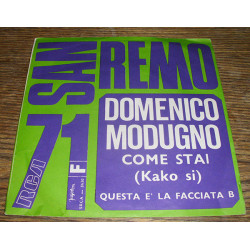 SAN REMO
71
RCA
F
DOMENICO
MODUGNO
COME STAI
(Kako si)
QUESTA E' LA FACCIATA B